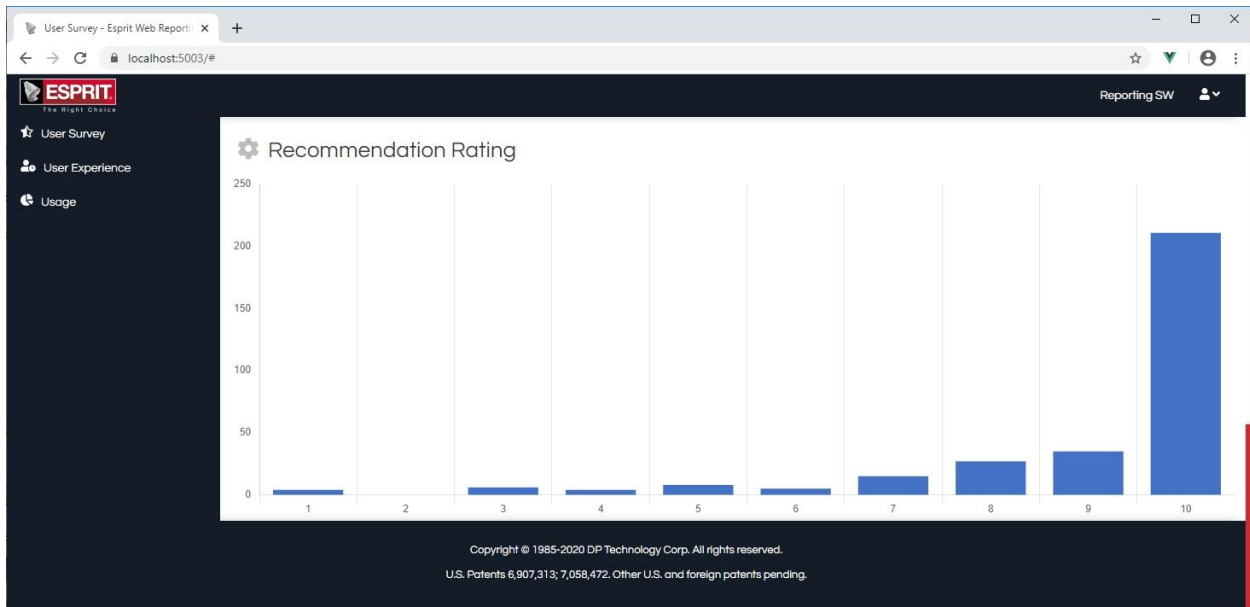 User Survey - Esprit Web Reporti
localhost:5003/#
ESPRIT.
The Right Choice
Reporting SW
User Survey
User Experience
Usage
Recommendation Rating
250
200
150
100
50
0
1 2 3 4 5 6 7 8 9 10
Copyright © 1985-2020 DP Technology Corp. All rights reserved.
U.S. Patents 6,907,313; 7,058,472. Other U.S. and foreign patents pending.